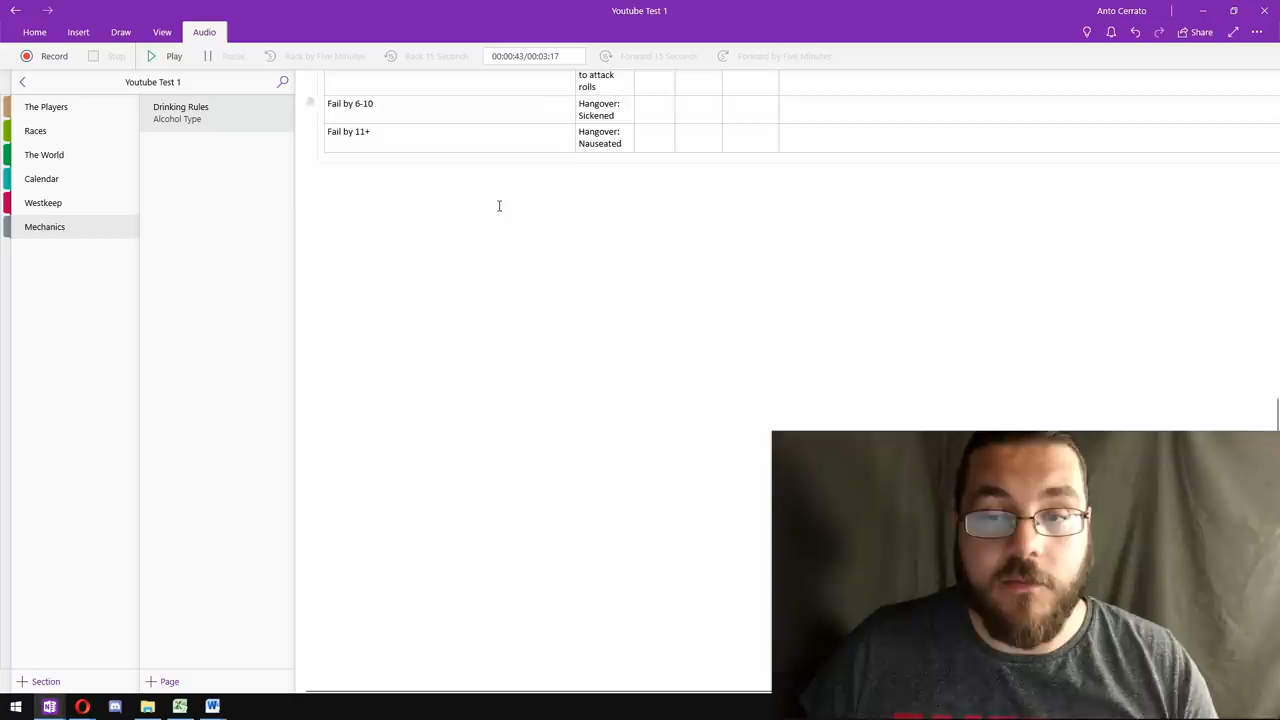 Youtube Test 1
Anto Cerrato
Home
Insert
Draw
View
Audio
Share
Record
Stop
Play
Pause
Back by Five Minutes
Back 15 Seconds
00:00:43/00:03:17
Forward 15 Seconds
Forward by Five Minutes
Youtube Test 1
The Players
Races
The World
Calendar
Westkeep
Mechanics
Drinking Rules
Alcohol Type
to attack
rolls
Fail by 6-10
Hangover:
Sickened
Fail by 11+
Hangover:
Nauseated
Section
Page